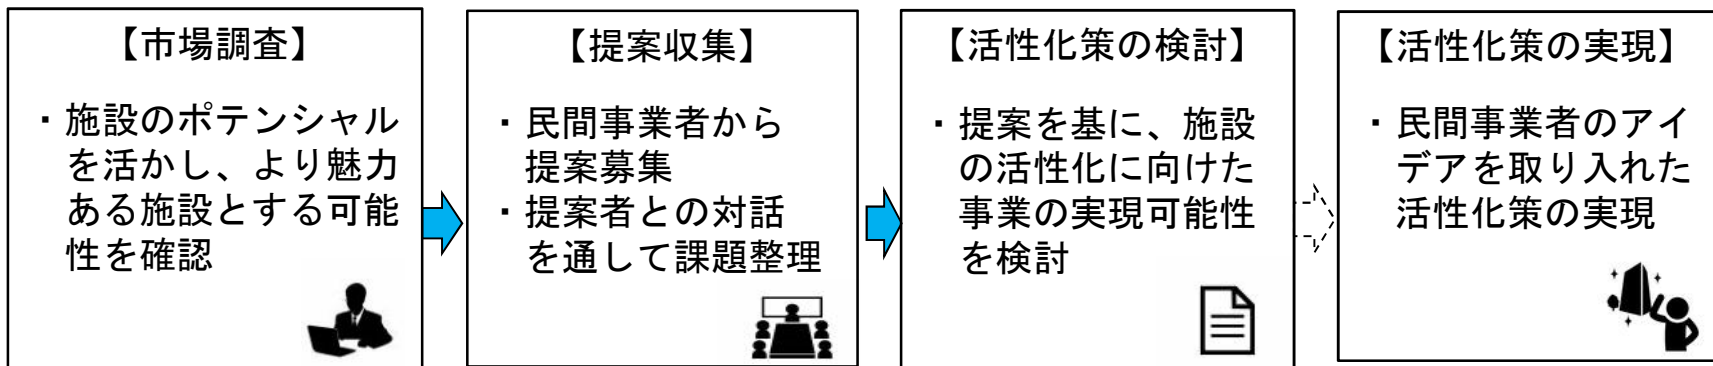 【市場調査】
・施設のポテンシャル
を活かし、より魅力
ある施設とする可能
性を確認
【提案収集】
・民間事業者から
提案募集
・提案者との対話
を通して課題整理
【活性化策の検討】
・提案を基に、施設
の活性化に向けた
事業の実現可能性
を検討
【活性化策の実現】
・民間事業者のアイ
デアを取り入れた
活性化策の実現